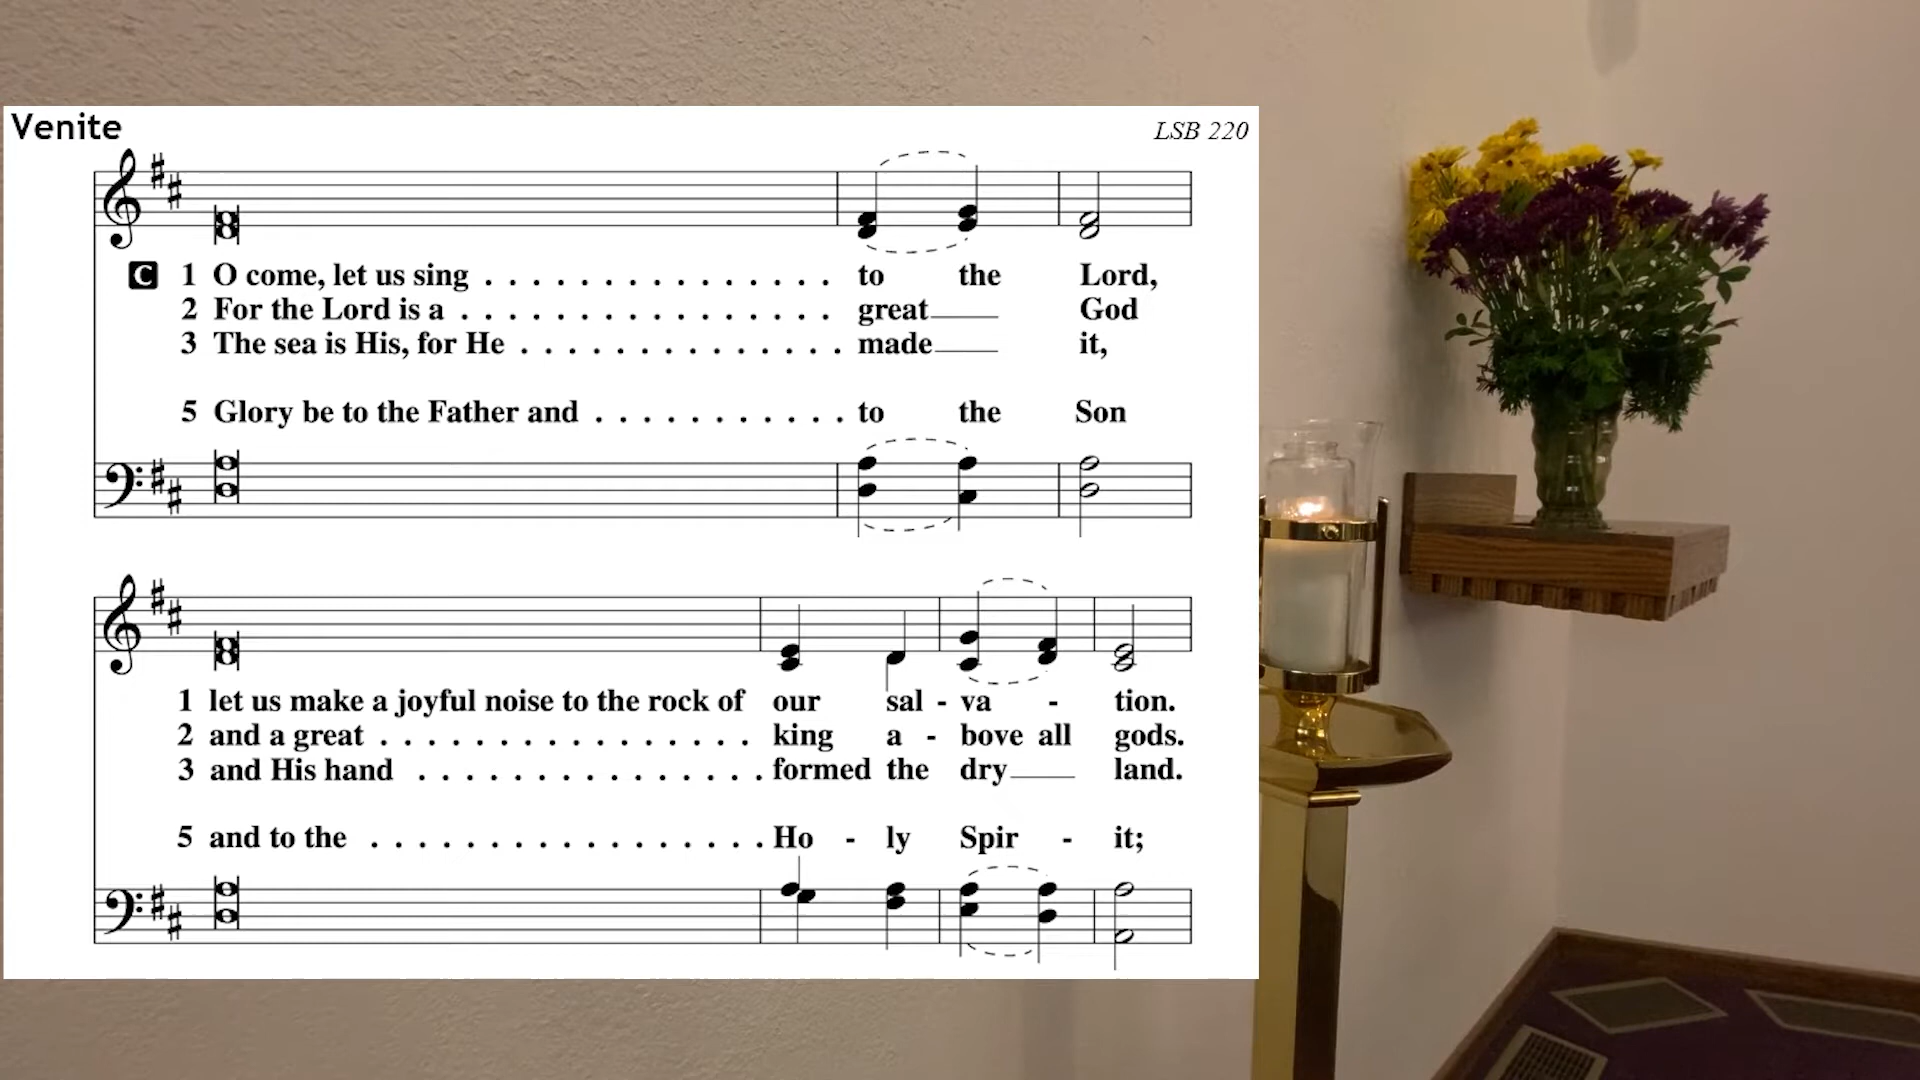 Venite
LSB 220
C 1 O come, let us sing . . . . . . . . . . . . . . . to the Lord,
2 For the Lord is a . . . . . . . . . . . . . . . . great God
3 The sea is His, for He . . . . . . . . . . . . . . made it,
5 Glory be to the Father and . . . . . . . . . . . to the Son
1 let us make a joyful noise to the rock of our sal - va - tion.
2 and a great . . . . . . . . . . . . . . . . king a - bove all gods.
3 and His hand . . . . . . . . . . . . . . . formed the dry land.
5 and to the . . . . . . . . . . . . . . . . . Ho - ly Spir - it;